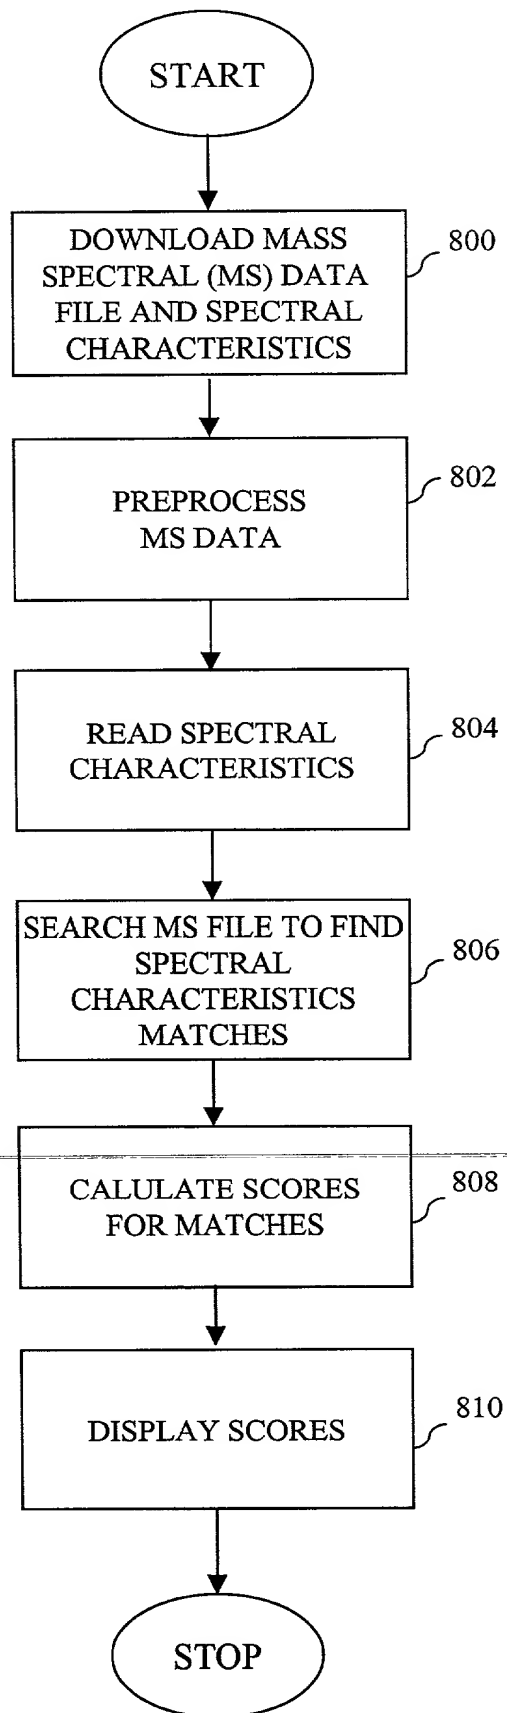 START
DOWNLOAD MASS
SPECTRAL (MS) DATA
FILE AND SPECTRAL
CHARACTERISTICS
800
PREPROCESS
MS DATA
802
READ SPECTRAL
CHARACTERISTICS
804
SEARCH MS FILE TO FIND
SPECTRAL
CHARACTERISTICS
MATCHES
806
CALULATE SCORES
FOR MATCHES
808
DISPLAY SCORES
810
STOP